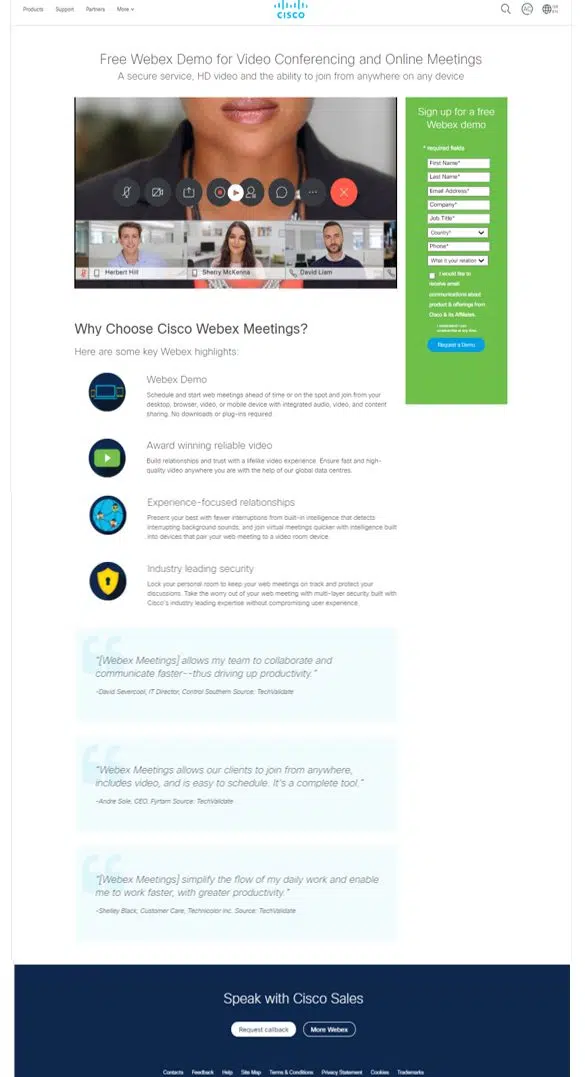 Products Support Partners More
CISCO
AC
US
EN
Free Webex Demo for Video Conferencing and Online Meetings
A secure service, HD video and the ability to join from anywhere on any device
Herbert Hill
Sherry McKenna
David Liam
Sign up for a free
Webex demo
* required fields
First Name*
Last Name*
Email Address*
Company*
Job Title*
Country*
Phone*
What is your relation
I would like to
receive email
communications about
product & offerings from
Cisco & its Affiliates.
I understand I can
unsubscribe at any time.
Request a Demo
Why Choose Cisco Webex Meetings?
Here are some key Webex highlights:
Webex Demo
Schedule and start web meetings ahead of time or on the spot and join from your
desktop, browser, video, or mobile device with integrated audio, video, and content
sharing. No downloads or plug-ins required
Award winning reliable video
Build relationships and trust with a lifelike video experience. Ensure fast and high-
quality video anywhere you are with the help of our global data centres.
Experience-focused relationships
Present your best with fewer interruptions from built-in intelligence that detects
interrupting background sounds, and join virtual meetings quicker with intelligence built
into devices that pair your web meeting to a video room device.
Industry leading security
Lock your personal room to keep your web meetings on track and protect your
discussions. Take the worry out of your web meeting with multi-layer security built with
Cisco's industry leading expertise without compromising user experience.
“[Webex Meetings] allows my team to collaborate and
communicate faster--thus driving up productivity.”
-David Severcool, IT Director, Control Southern Source: TechValidate
“Webex Meetings allows our clients to join from anywhere,
includes video, and is easy to schedule. It's a complete tool.”
-Andre Sole, CEO, Fyrtarn Source: TechValidate
“[Webex Meetings] simplify the flow of my daily work and enable
me to work faster, with greater productivity.”
-Shelley Black, Customer Care, Technicolor Inc. Source: TechValidate
Speak with Cisco Sales
Request callback
More Webex
Contacts Feedback Help Site Map Terms & Conditions Privacy Statement Cookies Trademarks